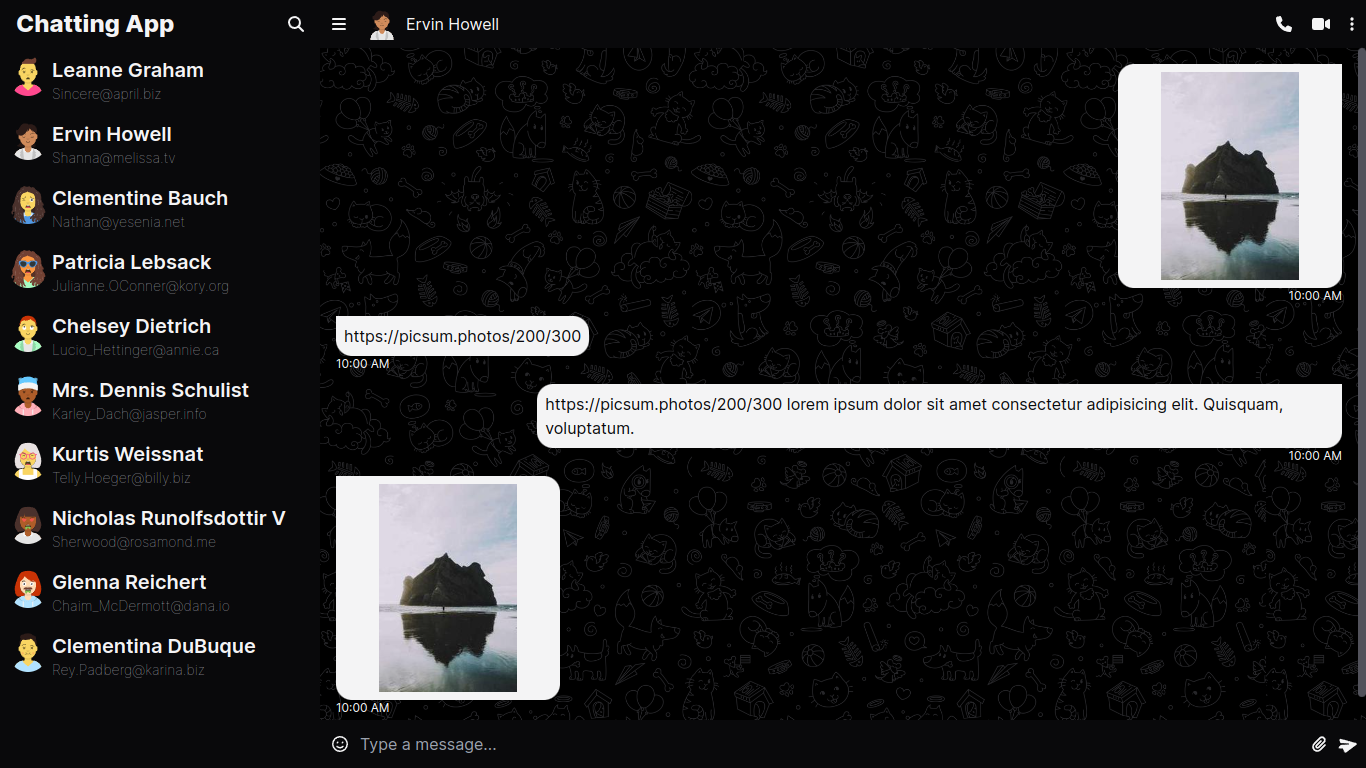 Chatting App
Leanne Graham
Sincere@april.biz
Ervin Howell
Shanna@melissa.tv
Clementine Bauch
Nathan@yesenia.net
Patricia Lebsack
Julianne.OConner@kory.org
Chelsey Dietrich
Lucio_Hettinger@annie.ca
Mrs. Dennis Schulist
Karley_Dach@jasper.info
Kurtis Weissnat
Telly.Hoeger@billy.biz
Nicholas Runolfsdottir V
Sherwood@rosamond.me
Glenna Reichert
Chaim_McDermott@dana.io
Clementina DuBuque
Rey.Padberg@karina.biz
Ervin Howell
10:00 AM
https://picsum.photos/200/300
10:00 AM
https://picsum.photos/200/300 lorem ipsum dolor sit amet consectetur adipisicing elit. Quisquam,
voluptatum.
10:00 AM
10:00 AM
Type a message...